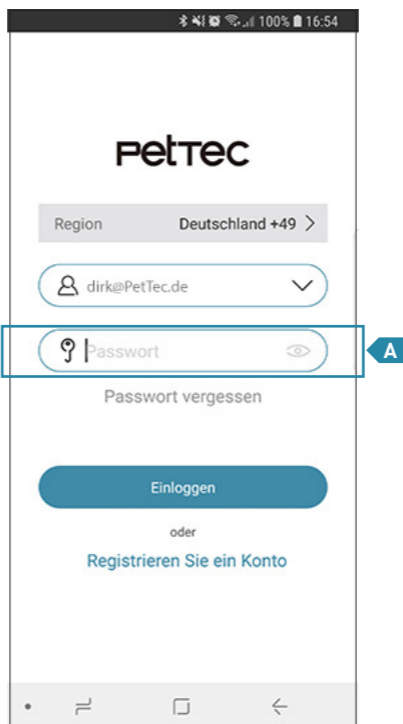 100% 16:54
PetTec
Region Deutschland +49
dirk@PetTec.de
Passwort
A
Passwort vergessen
Einloggen
oder
Registrieren Sie ein Konto